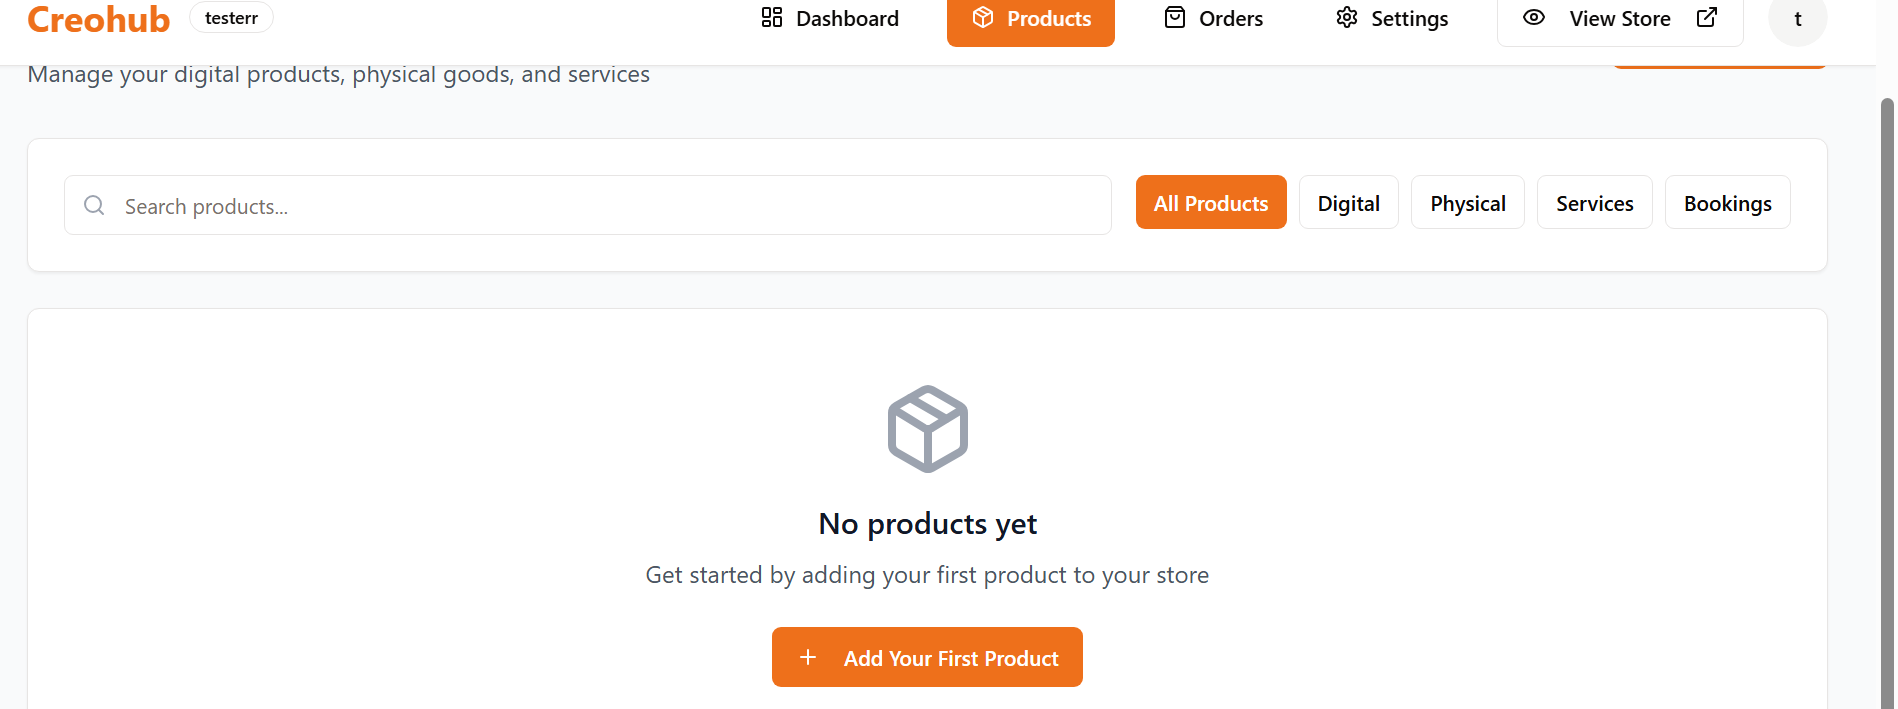 Creohub testerr Dashboard Products Orders Settings View Store t
Manage your digital products, physical goods, and services
Search products... All Products Digital Physical Services Bookings
No products yet
Get started by adding your first product to your store
+ Add Your First Product